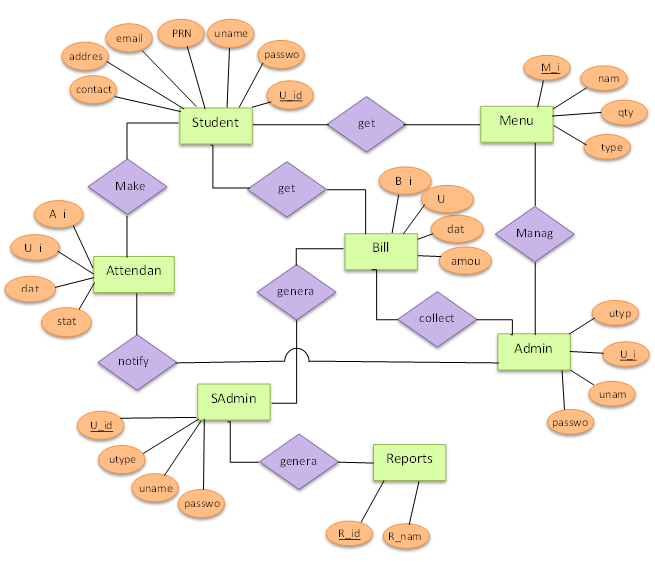 PRN
uname
email
addres
passwo
contact
U_id
Student
get
Menu
M_i
nam
qty
type
Make
get
B_i
U
dat
amou
Bill
Manag
A_i
U_i
dat
stat
Attendan
genera
collect
notify
Admin
utyp
U_i
unam
passwo
SAdmin
U_id
utype
uname
passwo
genera
Reports
R_id
R_nam